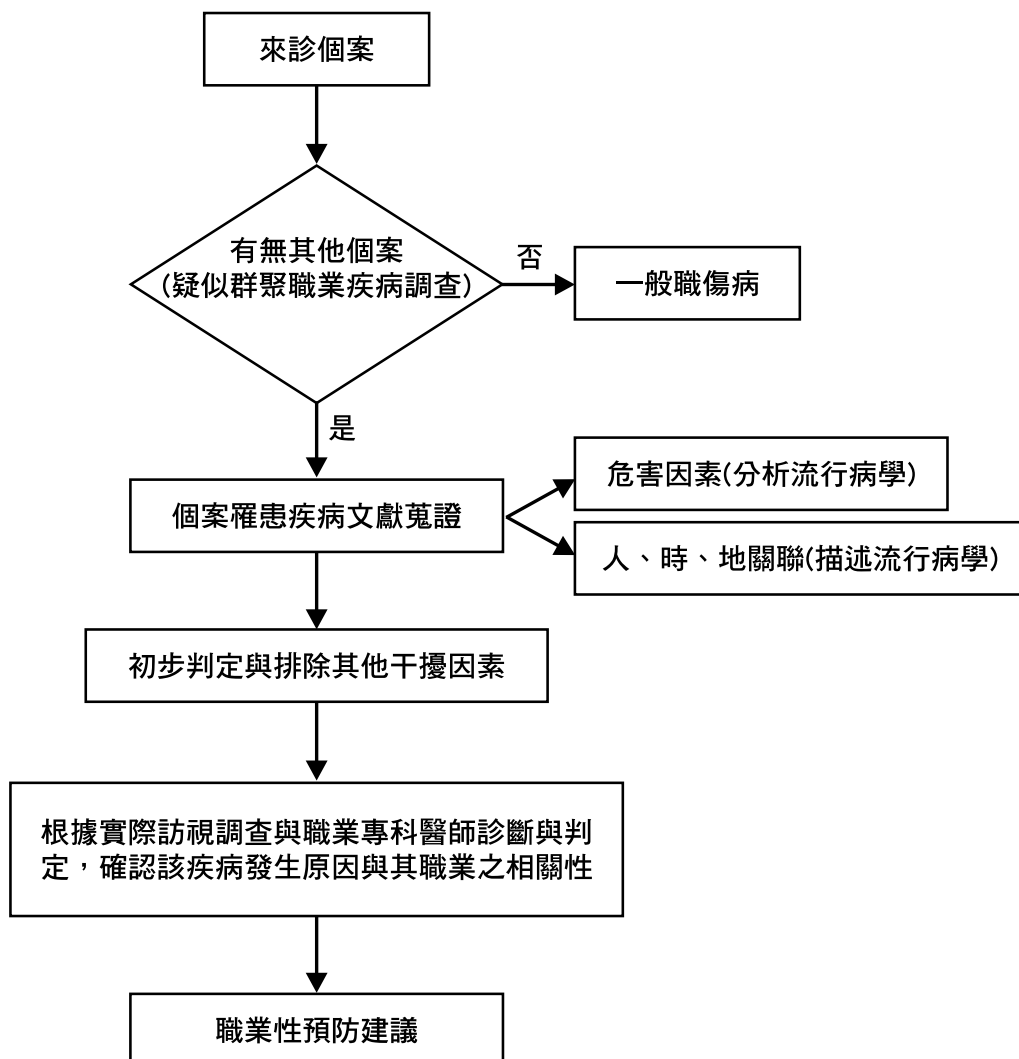 來診個案
有無其他個案
(疑似群聚職業疾病調查)
否
一般職傷病
是
個案罹患疾病文獻蒐證
危害因素(分析流行病學)
人、時、地關聯(描述流行病學)
初步判定與排除其他干擾因素
根據實際訪視調查與職業專科醫師診斷與判
定，確認該疾病發生原因與其職業之相關性
職業性預防建議